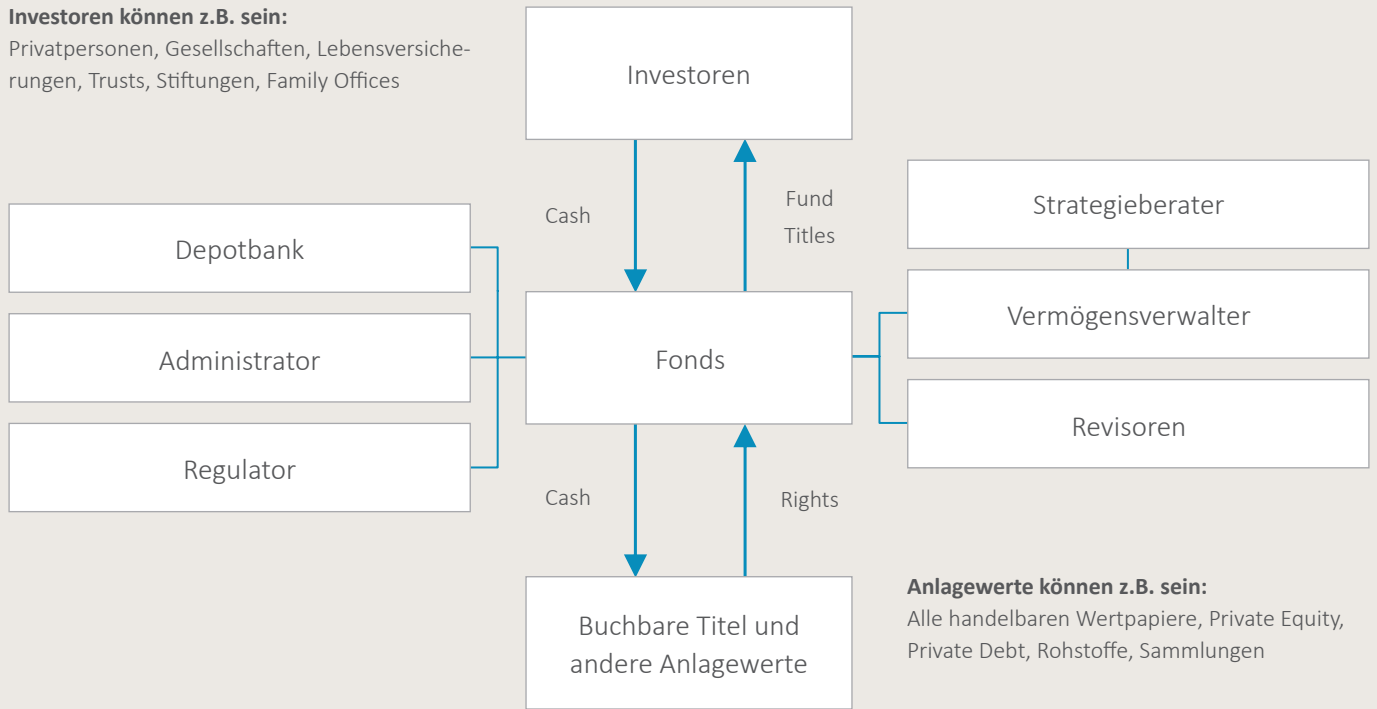 Investoren können z.B. sein:
Privatpersonen, Gesellschaften, Lebensversiche-
rungen, Trusts, Stiftungen, Family Offices
Investoren
Cash
Fund
Titles
Depotbank
Administrator
Regulator
Fonds
Strategieberater
Vermögensverwalter
Revisoren
Cash
Rights
Buchbare Titel und
andere Anlagewerte
Anlagewerte können z.B. sein:
Alle handelbaren Wertpapiere, Private Equity,
Private Debt, Rohstoffe, Sammlungen